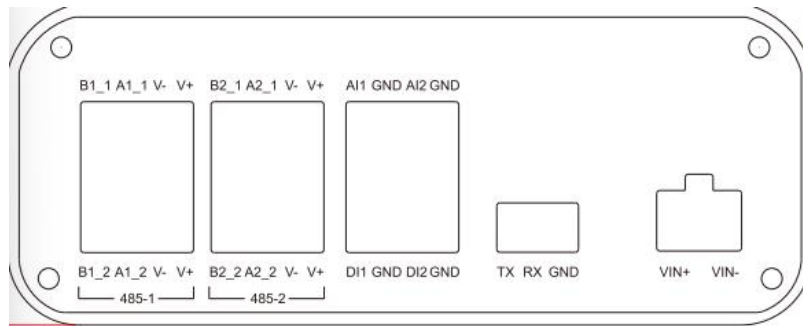 B1_1 A1_1 V- V+ B2_1 A2_1 V- V+ AI1 GND AI2 GND
B1_2 A1_2 V- V+ B2_2 A2_2 V- V+ DI1 GND DI2 GND TX RX GND VIN+ VIN-
485-1 485-2